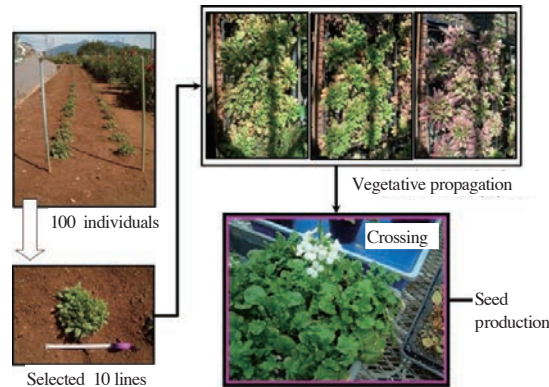 100 individuals
Selected 10 lines
Vegetative propagation
Crossing
Seed
production